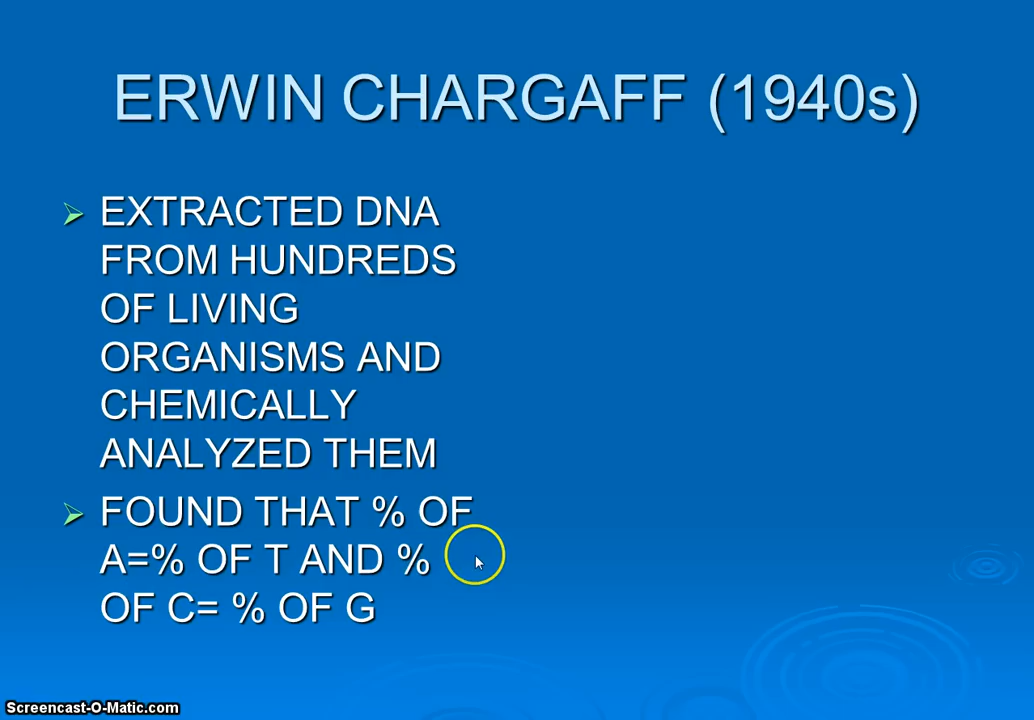 ERWIN CHARGAFF (1940s)
EXTRACTED DNA
FROM HUNDREDS
OF LIVING
ORGANISMS AND
CHEMICALLY
ANALYZED THEM
FOUND THAT % OF
A=% OF T AND %
OF C= % OF G
Screencast-O-Matic.com